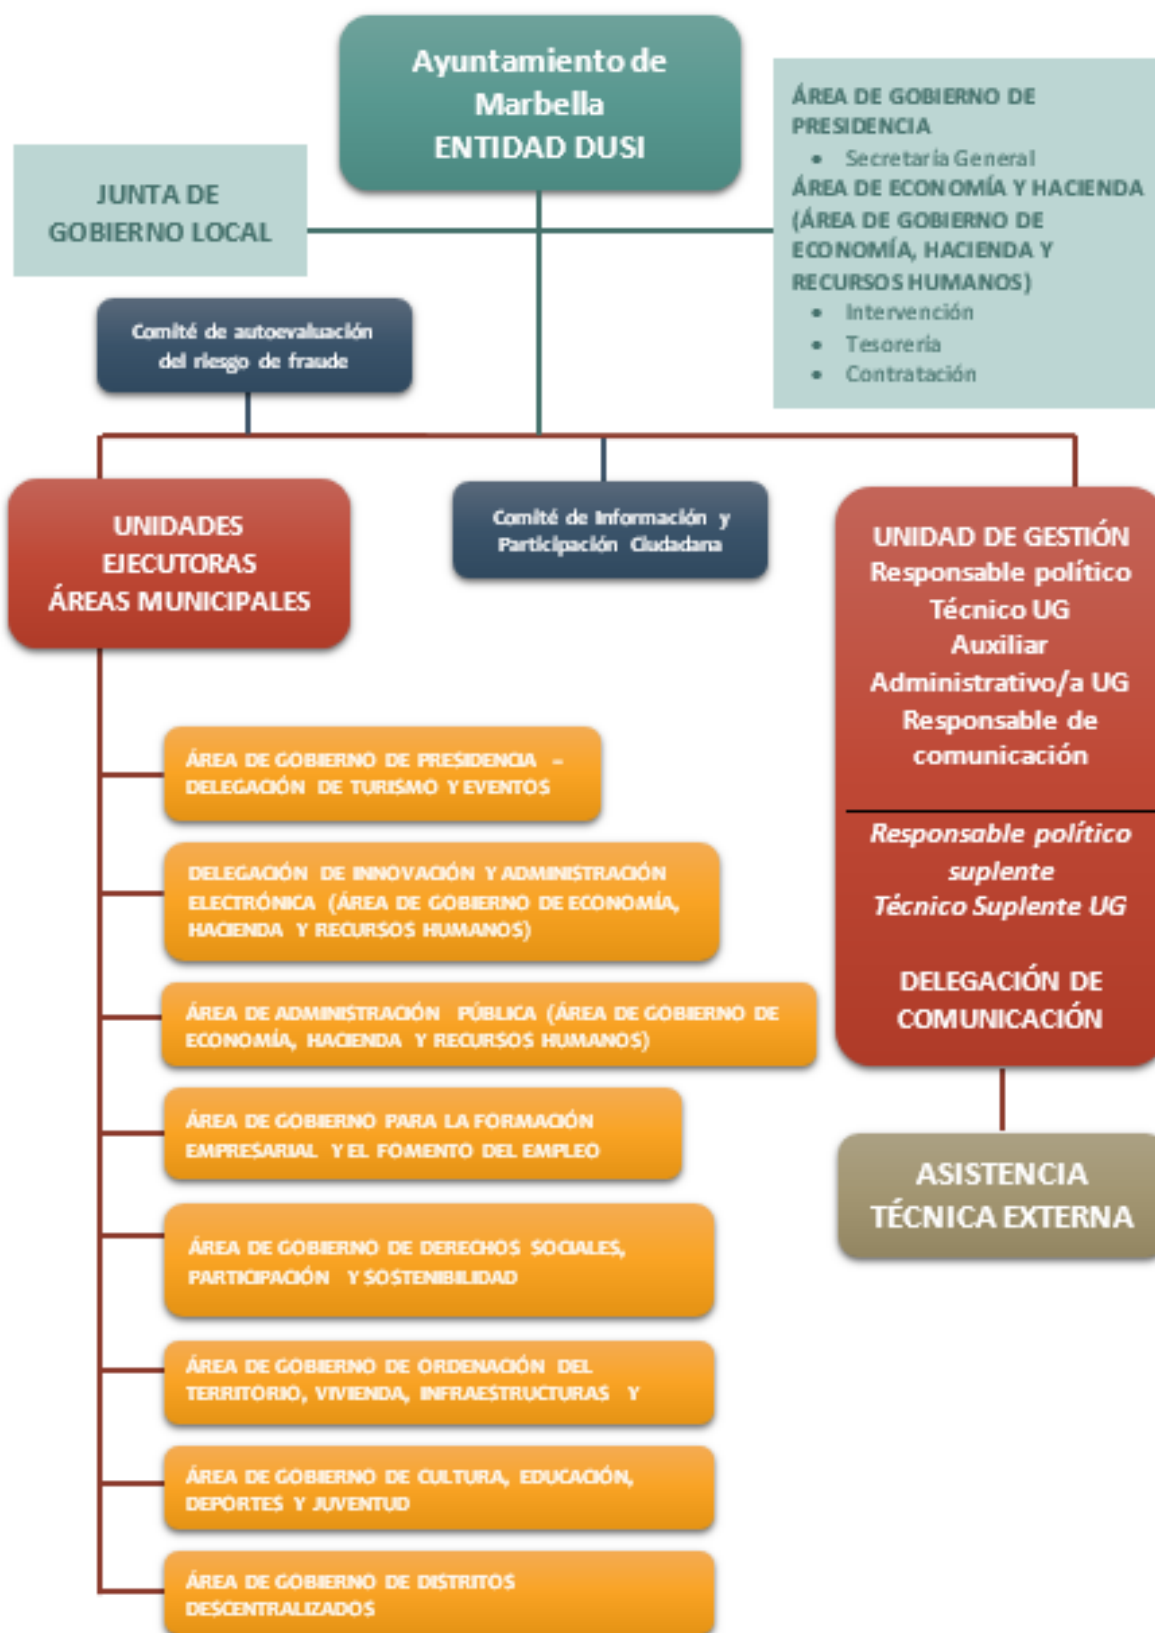 Ayuntamiento de
Marbella
ENTIDAD DUSI
JUNTA DE
GOBIERNO LOCAL
ÁREA DE GOBIERNO DE
PRESIDENCIA
• Secretaría General
ÁREA DE ECONOMÍA Y HACIENDA
(ÁREA DE GOBIERNO DE
ECONOMÍA, HACIENDA Y
RECURSOS HUMANOS)
• Intervención
• Tesorería
• Contratación
Comité de autoevaluación
del riesgo de fraude
UNIDADES
EJECUTORAS
ÁREAS MUNICIPALES
Comité de Información y
Participación Ciudadana
UNIDAD DE GESTIÓN
Responsable político
Técnico UG
Auxiliar
Administrativo/a UG
Responsable de
comunicación
Responsable político
suplente
Técnico Suplente UG
DELEGACIÓN DE
COMUNICACIÓN
ASISTENCIA
TÉCNICA EXTERNA
ÁREA DE GOBIERNO DE PRESIDENCIA –
DELEGACIÓN DE TURISMO Y EVENTOS
DELEGACIÓN DE INNOVACIÓN Y ADMINISTRACIÓN
ELECTRÓNICA (ÁREA DE GOBIERNO DE ECONOMÍA,
HACIENDA Y RECURSOS HUMANOS)
ÁREA DE ADMINISTRACIÓN PÚBLICA (ÁREA DE GOBIERNO DE
ECONOMÍA, HACIENDA Y RECURSOS HUMANOS)
ÁREA DE GOBIERNO PARA LA FORMACIÓN
EMPRESARIAL Y EL FOMENTO DEL EMPLEO
ÁREA DE GOBIERNO DE DERECHOS SOCIALES,
PARTICIPACIÓN Y SOSTENIBILIDAD
ÁREA DE GOBIERNO DE ORDENACIÓN DEL
TERRITORIO, VIVIENDA, INFRAESTRUCTURAS Y
ÁREA DE GOBIERNO DE CULTURA, EDUCACIÓN,
DEPORTES Y JUVENTUD
ÁREA DE GOBIERNO DE DISTRITOS
DESCENTRALIZADOS